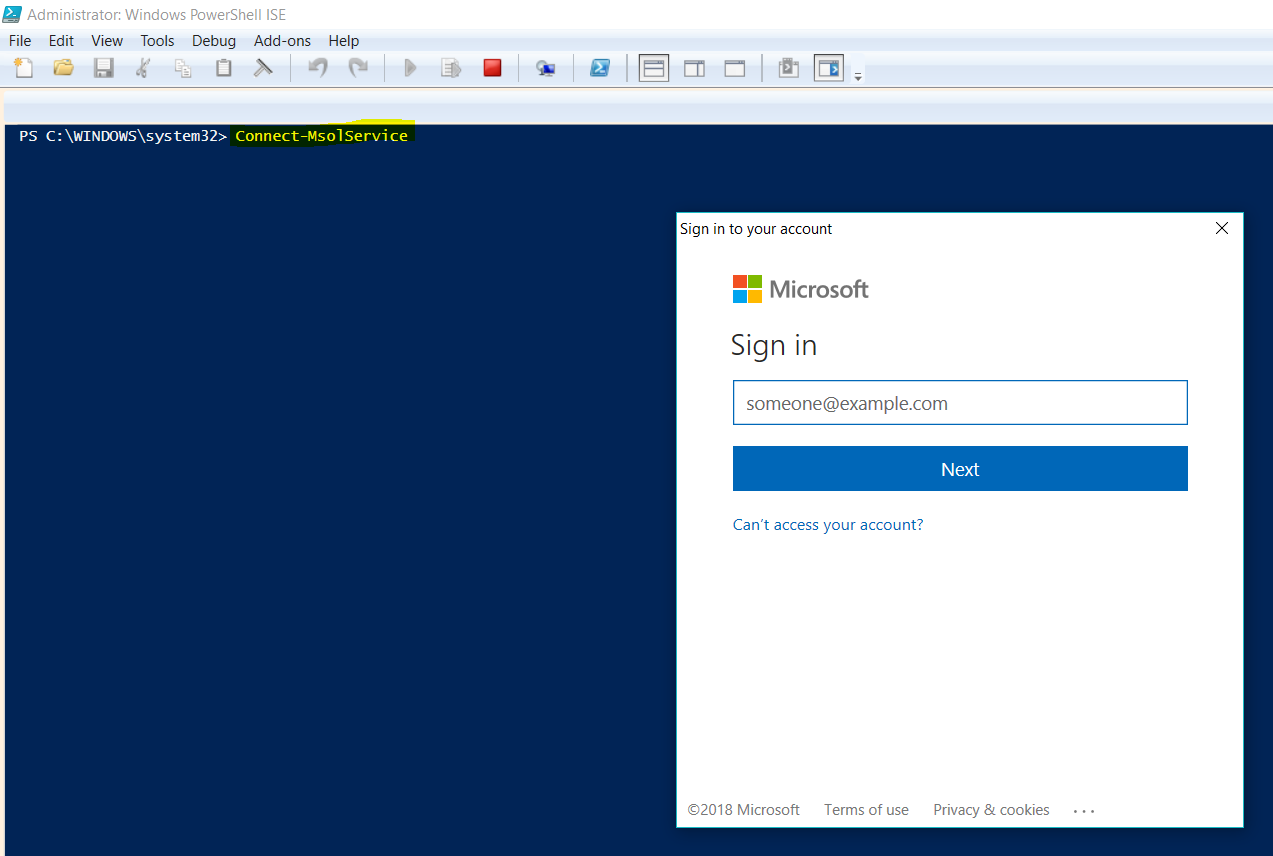 Administrator: Windows PowerShell ISE
File Edit View Tools Debug Add-ons Help
PS C:\WINDOWS\system32> Connect-MsolService
Sign in to your account
Microsoft
Sign in
someone@example.com
Next
Can't access your account?
©2018 Microsoft Terms of use Privacy & cookies ...